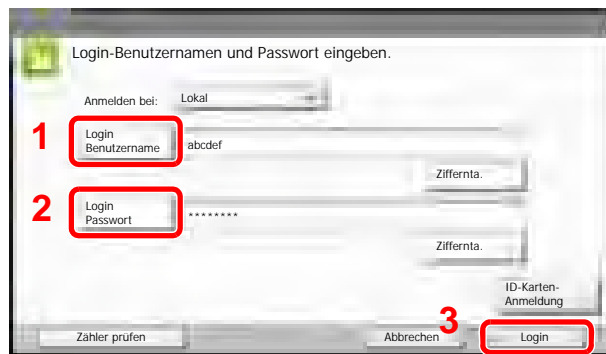 Login-Benutzernamen und Passwort eingeben.
Anmelden bei: Lokal
1 Login
Benutzername abcdef
Ziffernta.
2 Login
Passwort ********
Ziffernta.
ID-Karten-
Anmeldung
3
Zähler prüfen Abbrechen Login